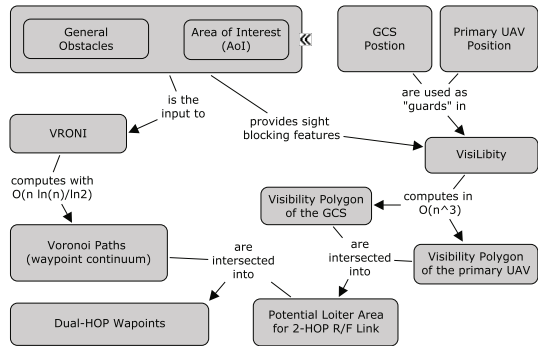 General
Obstacles
Area of Interest
(AoI)
GCS
Postion
Primary UAV
Position
is the
input to
are used as
"guards" in
provides sight
blocking features
VRONI
VisiLibity
computes with
O(n ln(n)/ln2)
computes in
O(n^3)
Visibility Polygon
of the GCS
Voronoi Paths
(waypoint continuum)
are
intersected
into
are
intersected
into
Visibility Polygon
of the primary UAV
Dual-HOP Wapoints
Potential Loiter Area
for 2-HOP R/F Link